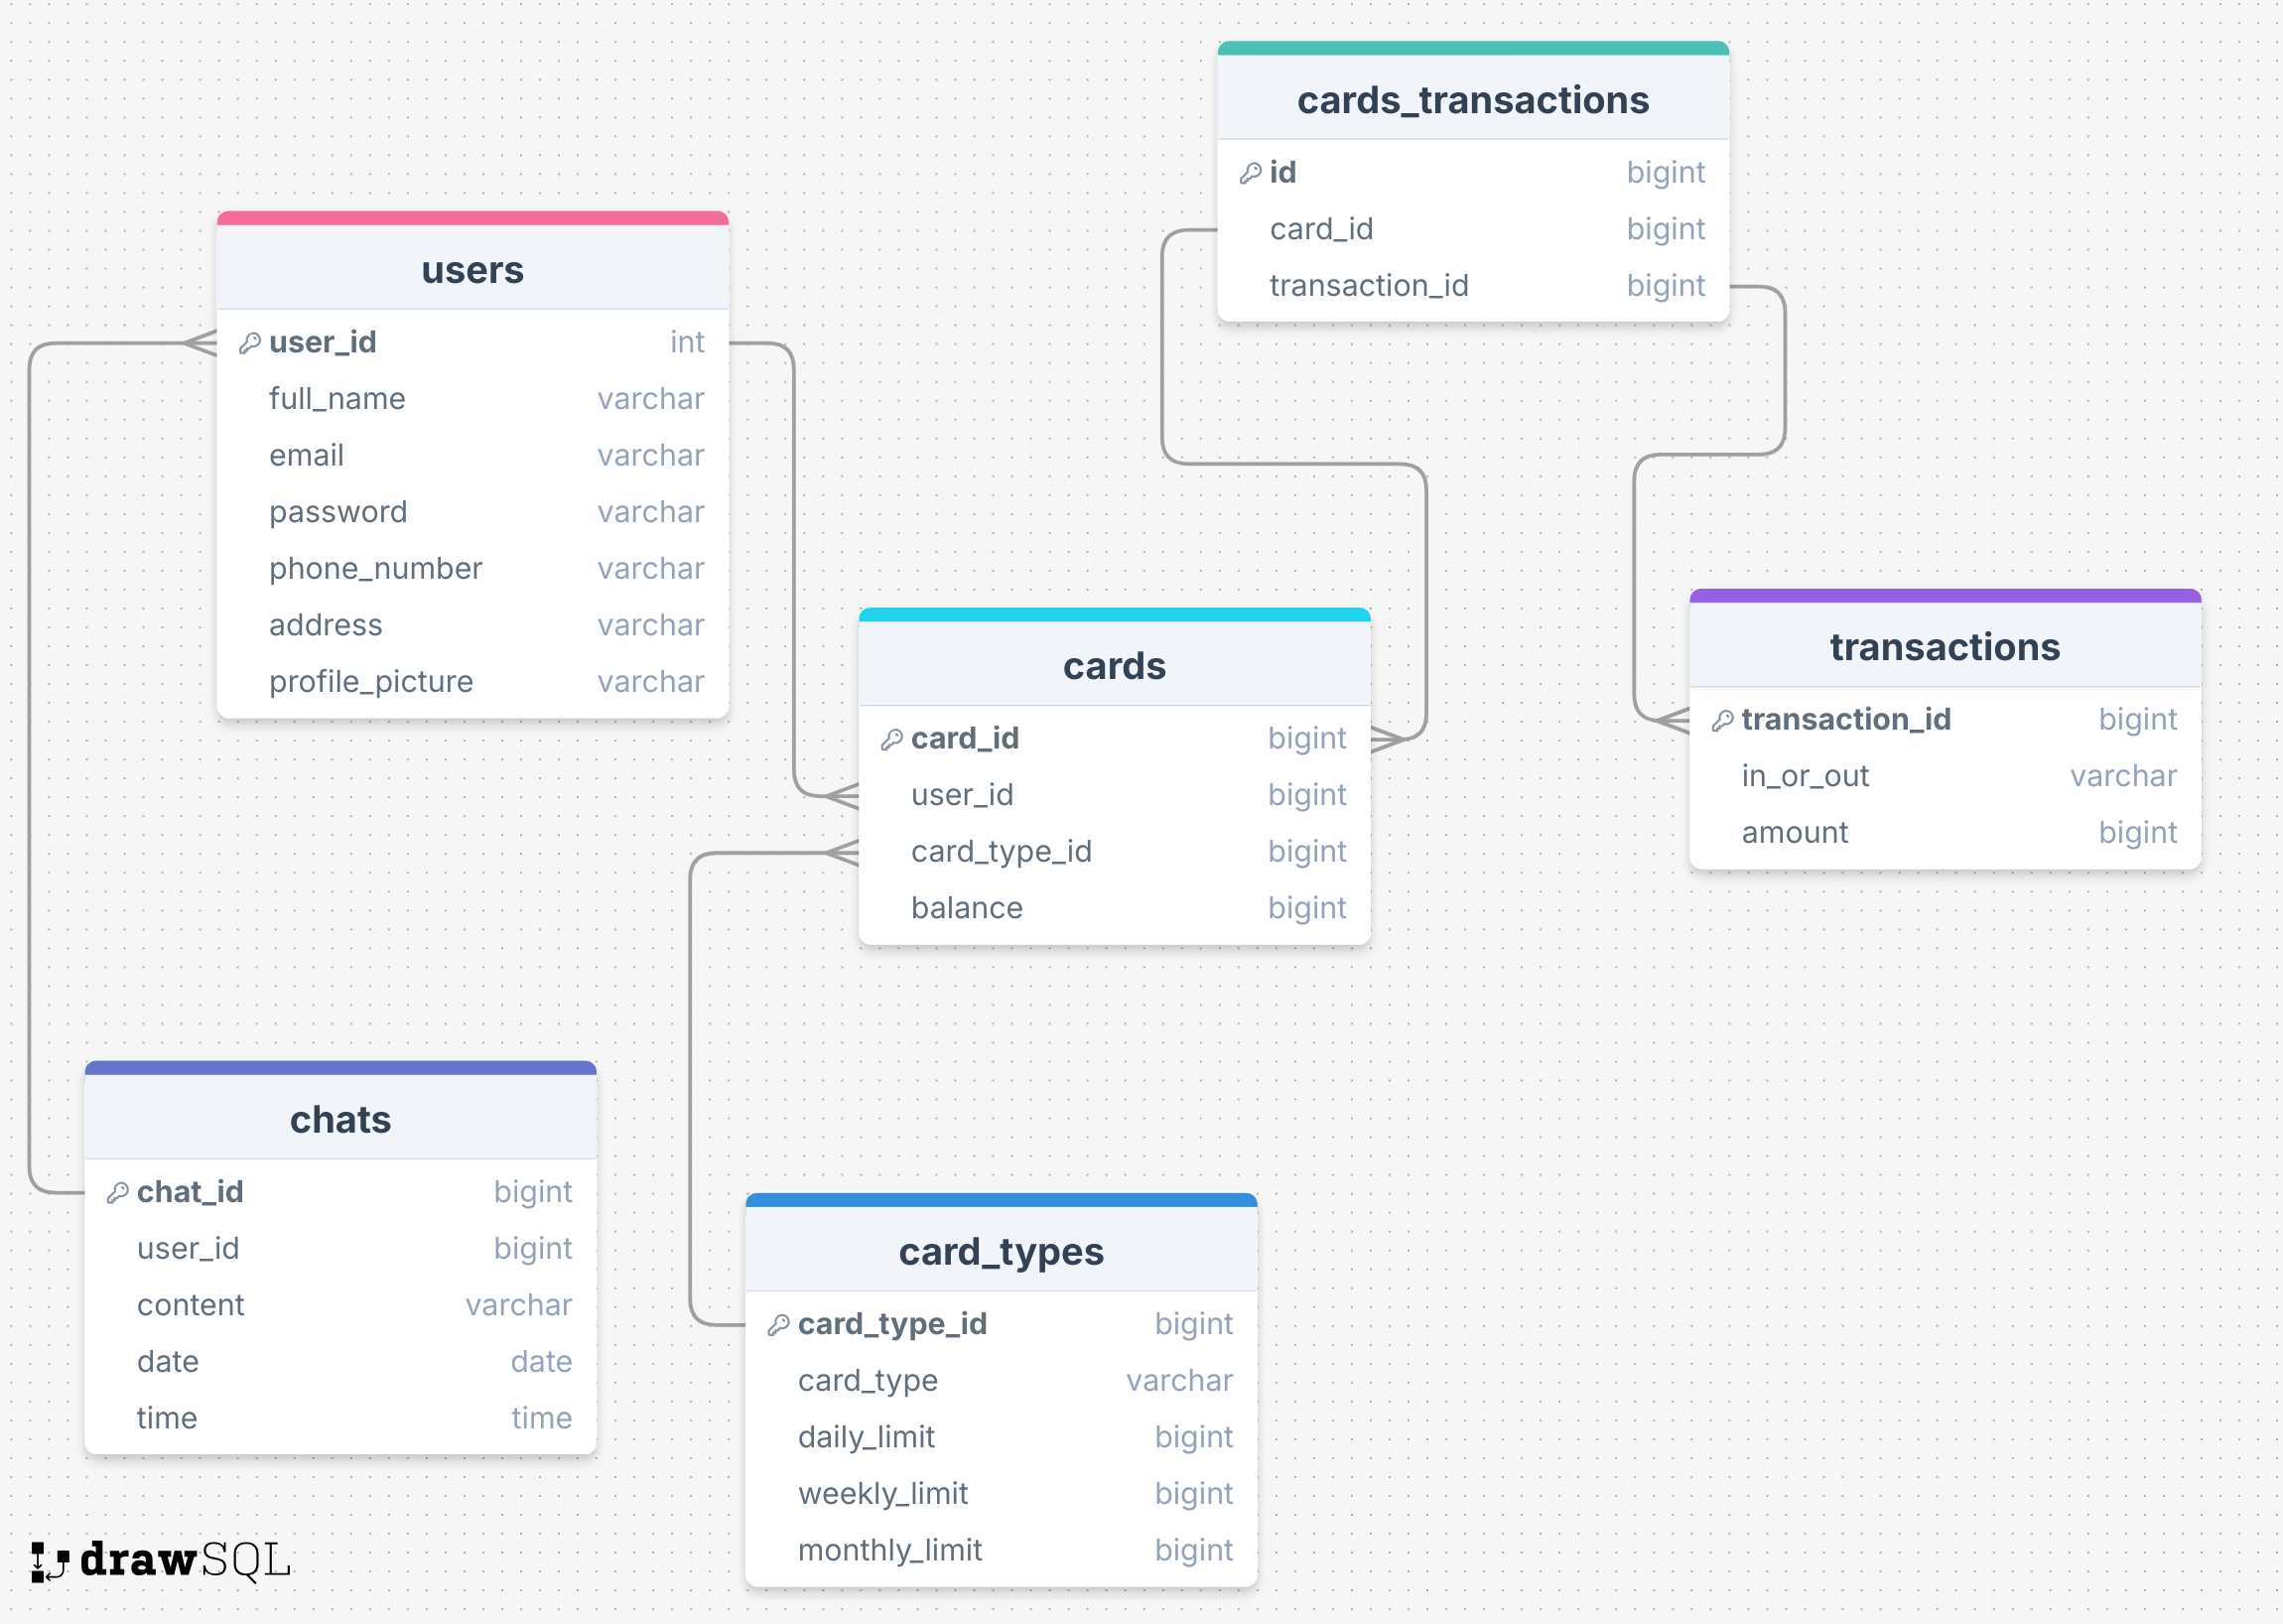 cards_transactions
id bigint
card_id bigint
transaction_id bigint
users
user_id int
full_name varchar
email varchar
password varchar
phone_number varchar
address varchar
profile_picture varchar
cards
card_id bigint
user_id bigint
card_type_id bigint
balance bigint
transactions
transaction_id bigint
in_or_out varchar
amount bigint
chats
chat_id bigint
user_id bigint
content varchar
date date
time time
card_types
card_type_id bigint
card_type varchar
daily_limit bigint
weekly_limit bigint
monthly_limit bigint
drawSQL